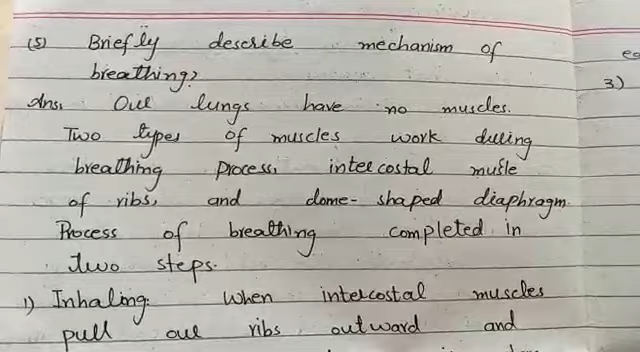 (5) Briefly describe mechanism of
breathing?
Ans. Our lungs have no muscles.
Two types of muscles work during
breathing process, intercostal musle
of ribs, and dome-shaped diaphragm.
Process of breathing completed in
two steps.
1) Inhaling: When intercostal muscles
pull our ribs outward and
3)